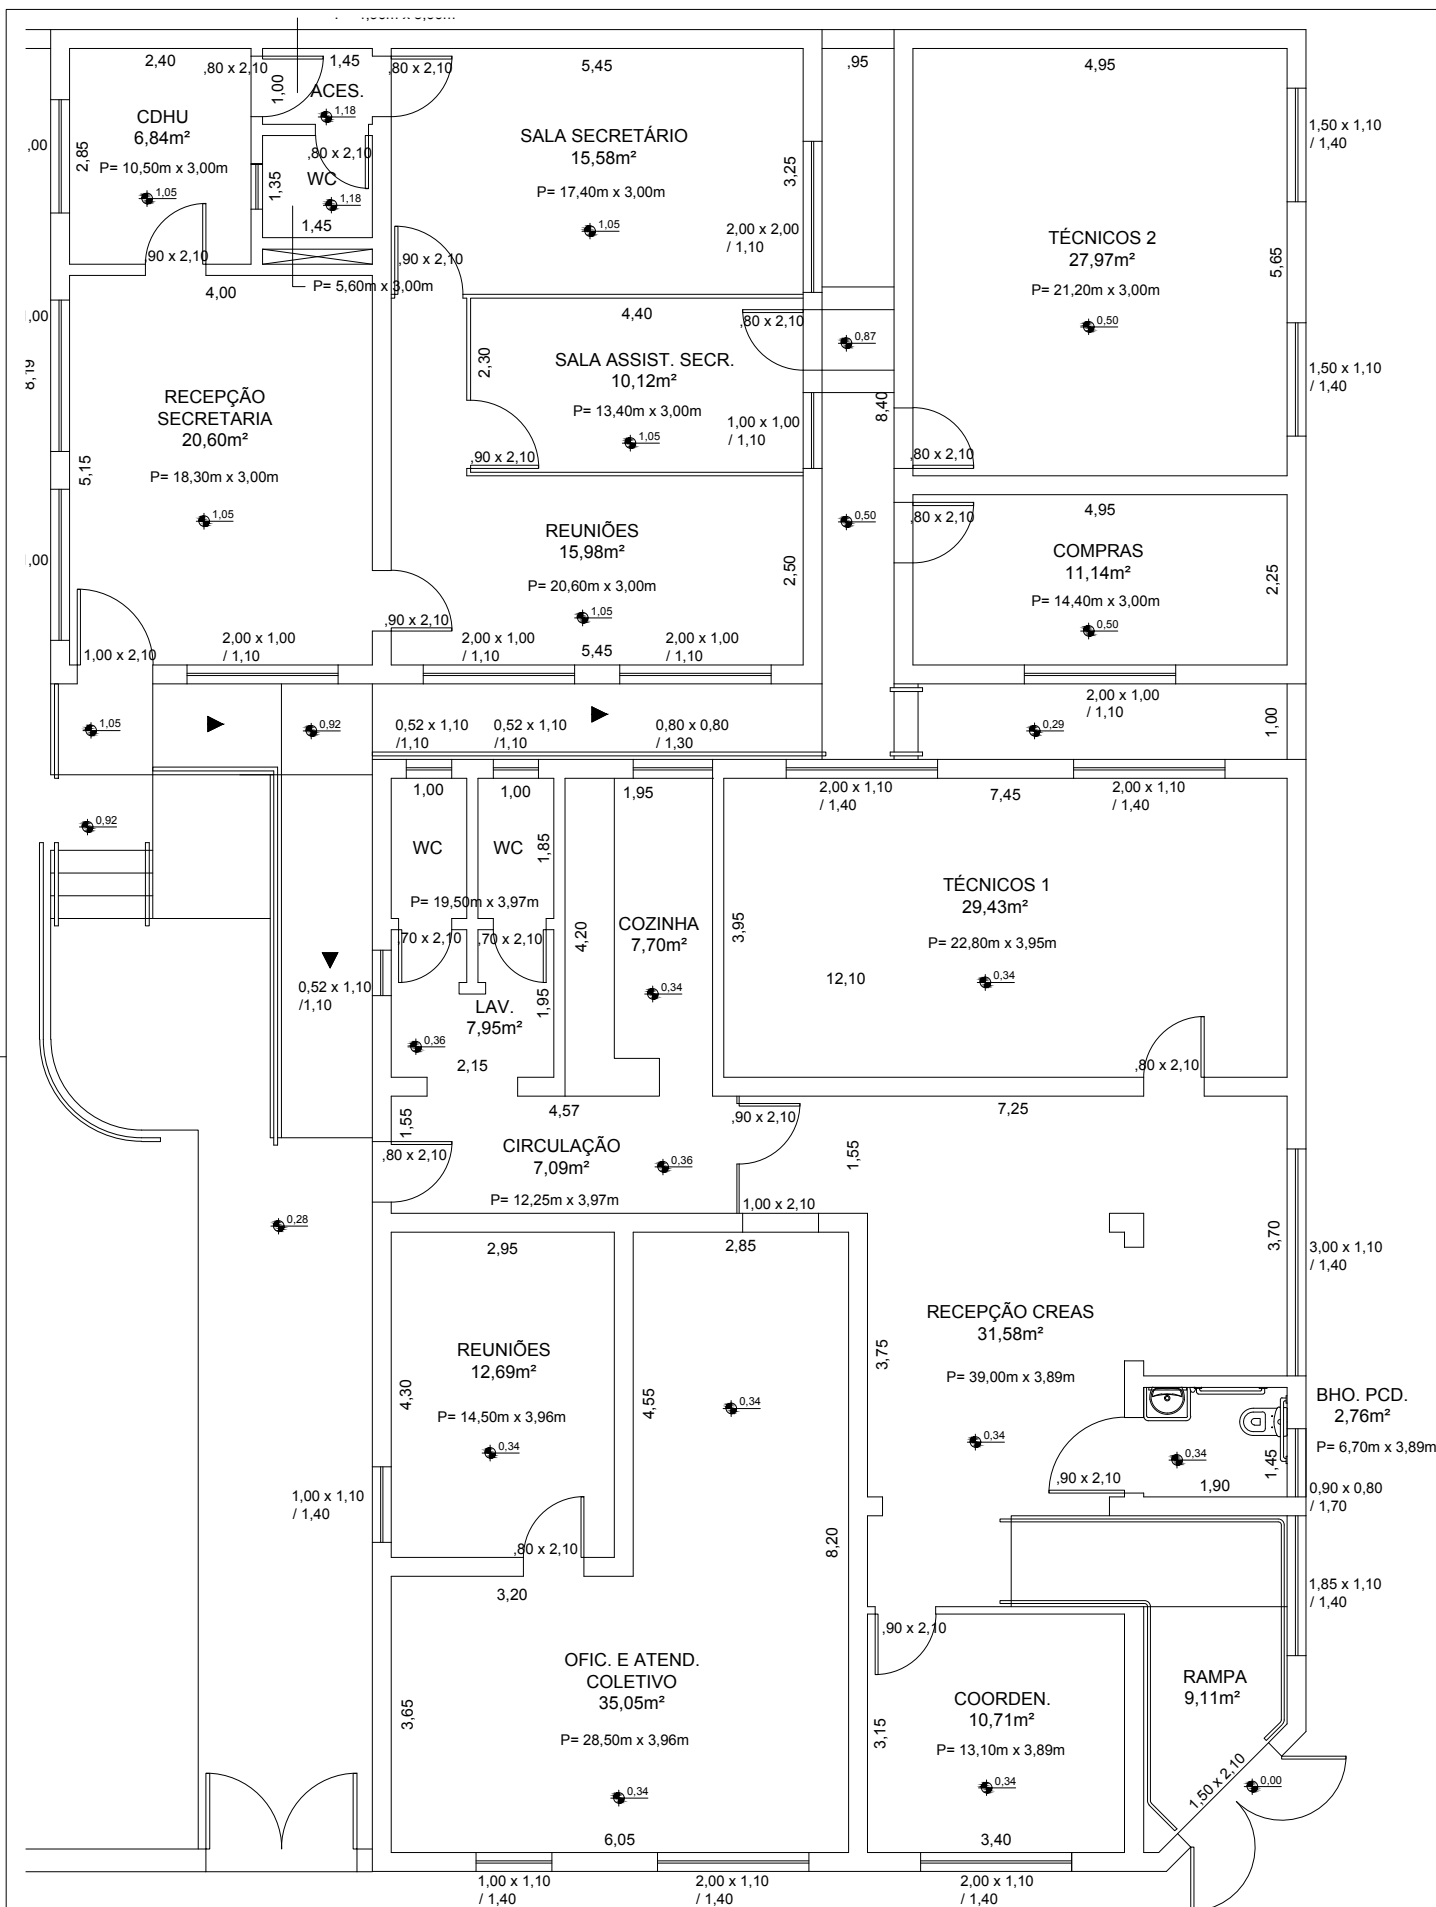 2,40
,80 x 2,10
1,45
,80 x 2,10
5,45
,95
4,95
1,00
ACES.
1,18
CDHU
6,84m²
P= 10,50m x 3,00m
1,05
2,85
,00
,80 x 2,10
WC
1,35
1,18
1,45
,90 x 2,10
P= 5,60m x 3,00m
SALA SECRETÁRIO
15,58m²
P= 17,40m x 3,00m
1,05
3,25
2,00 x 2,00
/ 1,10
,90 x 2,10
1,50 x 1,10
/ 1,40
TÉCNICOS 2
27,97m²
P= 21,20m x 3,00m
0,50
5,65
1,50 x 1,10
/ 1,40
4,00
4,40
,80 x 2,10
0,87
2,30
SALA ASSIST. SECR.
10,12m²
P= 13,40m x 3,00m
1,05
1,00 x 1,00
/ 1,10
,90 x 2,10
8,40
,80 x 2,10
1,00
8,19
RECEPÇÃO
SECRETARIA
20,60m²
P= 18,30m x 3,00m
5,15
1,05
1,00
REUNIÕES
15,98m²
P= 20,60m x 3,00m
1,05
2,50
0,50
,80 x 2,10
4,95
COMPRAS
11,14m²
P= 14,40m x 3,00m
0,50
2,25
,90 x 2,10
1,00 x 2,10
2,00 x 1,00
/ 1,10
2,00 x 1,00
/ 1,10
5,45
2,00 x 1,00
/ 1,10
2,00 x 1,00
/ 1,10
1,05
0,92
0,52 x 1,10
/1,10
0,52 x 1,10
/1,10
0,80 x 0,80
/ 1,30
0,29
1,00
0,92
1,00
1,00
1,95
2,00 x 1,10
/ 1,40
7,45
2,00 x 1,10
/ 1,40
WC
WC
1,85
P= 19,50m x 3,97m
,70 x 2,10
,70 x 2,10
4,20
COZINHA
7,70m²
0,34
3,95
TÉCNICOS 1
29,43m²
P= 22,80m x 3,95m
12,10
0,34
0,52 x 1,10
/1,10
LAV.
7,95m²
1,95
0,36
2,15
,80 x 2,10
1,55
4,57
,90 x 2,10
7,25
,80 x 2,10
CIRCULAÇÃO
7,09m²
0,36
P= 12,25m x 3,97m
1,55
1,00 x 2,10
0,28
2,95
2,85
3,70
3,00 x 1,10
/ 1,40
RECEPÇÃO CREAS
31,58m²
P= 39,00m x 3,89m
0,34
3,75
REUNIÕES
12,69m²
P= 14,50m x 3,96m
0,34
4,30
4,55
0,34
BHO. PCD.
2,76m²
P= 6,70m x 3,89m
0,34
1,45
,90 x 2,10
1,90
0,90 x 0,80
/ 1,70
1,00 x 1,10
/ 1,40
,80 x 2,10
8,20
3,20
1,85 x 1,10
/ 1,40
,90 x 2,10
OFIC. E ATEND.
COLETIVO
35,05m²
P= 28,50m x 3,96m
3,65
0,34
COORDEN.
10,71m²
P= 13,10m x 3,89m
3,15
0,34
RAMPA
9,11m²
1,50 x 2,10
0,00
6,05
3,40
1,00 x 1,10
/ 1,40
2,00 x 1,10
/ 1,40
2,00 x 1,10
/ 1,40